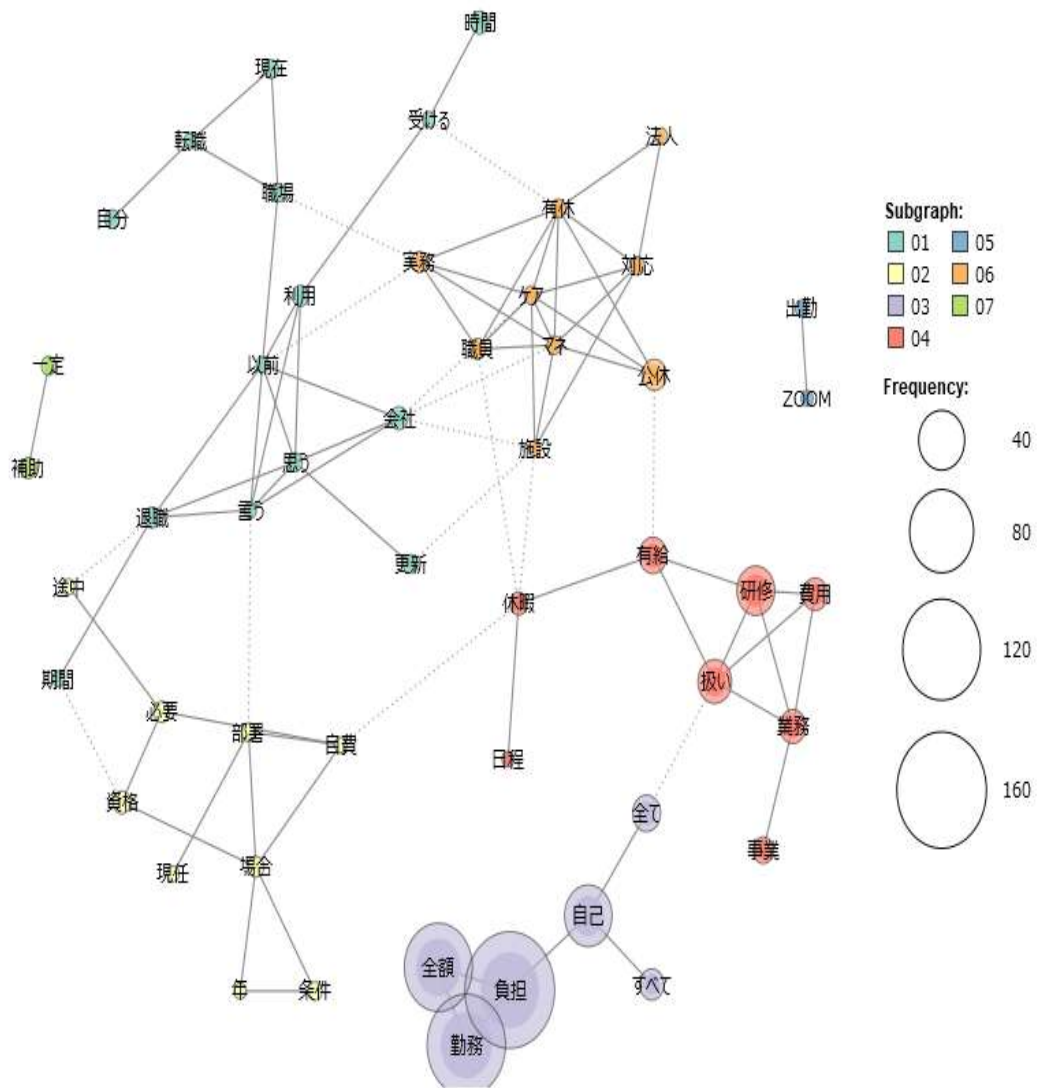 時間
現在
受ける
転職
法人
職場
自分
有休
実務
対応
利用
ケア
出勤
職員
マネ
以前
一定
公休
ZOOM
会社
施設
補助
思う
言う
退職
有給
更新
途中
研修
費用
休暇
期間
扱い
必要
業務
部署
自費
日程
資格
全て
事業
場合
現任
自己
全額
すべて
負担
年
条件
勤務
Subgraph:
01 05
02 06
03 07
04
Frequency:
40
80
120
160